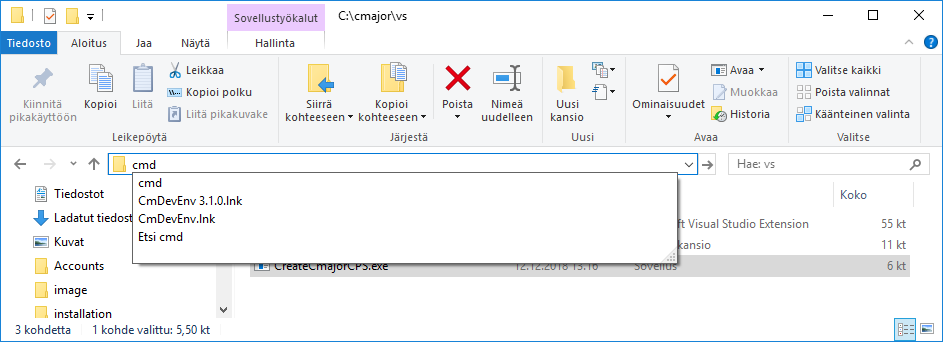 Sovellustyökalut
C:\cmajor\vs
Tiedosto
Aloitus
Jaa
Näytä
Hallinta
Kiinnitä
pikakäyttöön
Kopioi
Liitä
Leikkaa
Kopioi polku
Liitä pikakuvake
Leikepöytä
Siirrä
kohteeseen
Kopioi
kohteeseen
Poista
Nimeä
uudelleen
Järjestä
Uusi
kansio
Uusi
Ominaisuudet
Avaa
Muokkaa
Historia
Avaa
Valitse kaikki
Poista valinnat
Käänteinen valinta
Valitse
cmd
Hae: vs
cmd
CmDevEnv 3.1.0.lnk
CmDevEnv.lnk
Etsi cmd
Tiedostot
Ladatut tiedost
Kuvat
Accounts
image
installation
Koko
ft Visual Studio Extension
55 kt
kansio
11 kt
CreateCmajorCPS.exe
12.12.2018 13.16
Sovellus
6 kt
3 kohdetta
1 kohde valittu: 5,50 kt